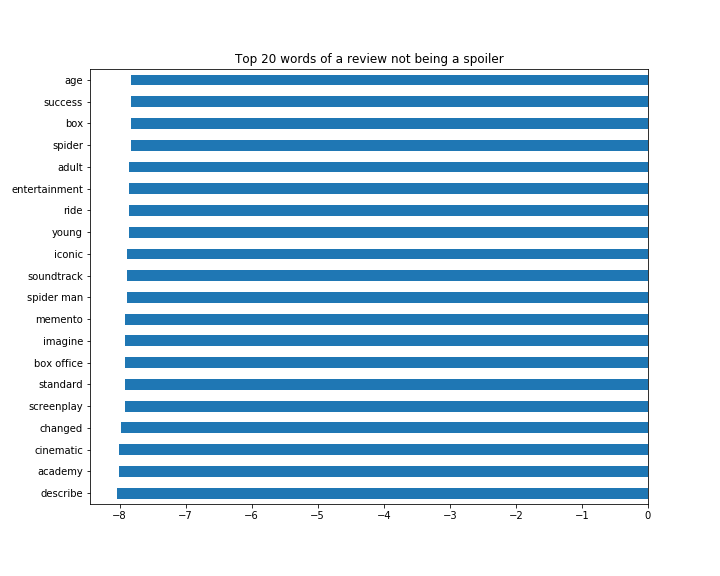 Top 20 words of a review not being a spoiler
age
success
box
spider
adult
entertainment
ride
young
iconic
soundtrack
spider man
memento
imagine
box office
standard
screenplay
changed
cinematic
academy
describe
−8 −7 −6 −5 −4 −3 −2 −1 0